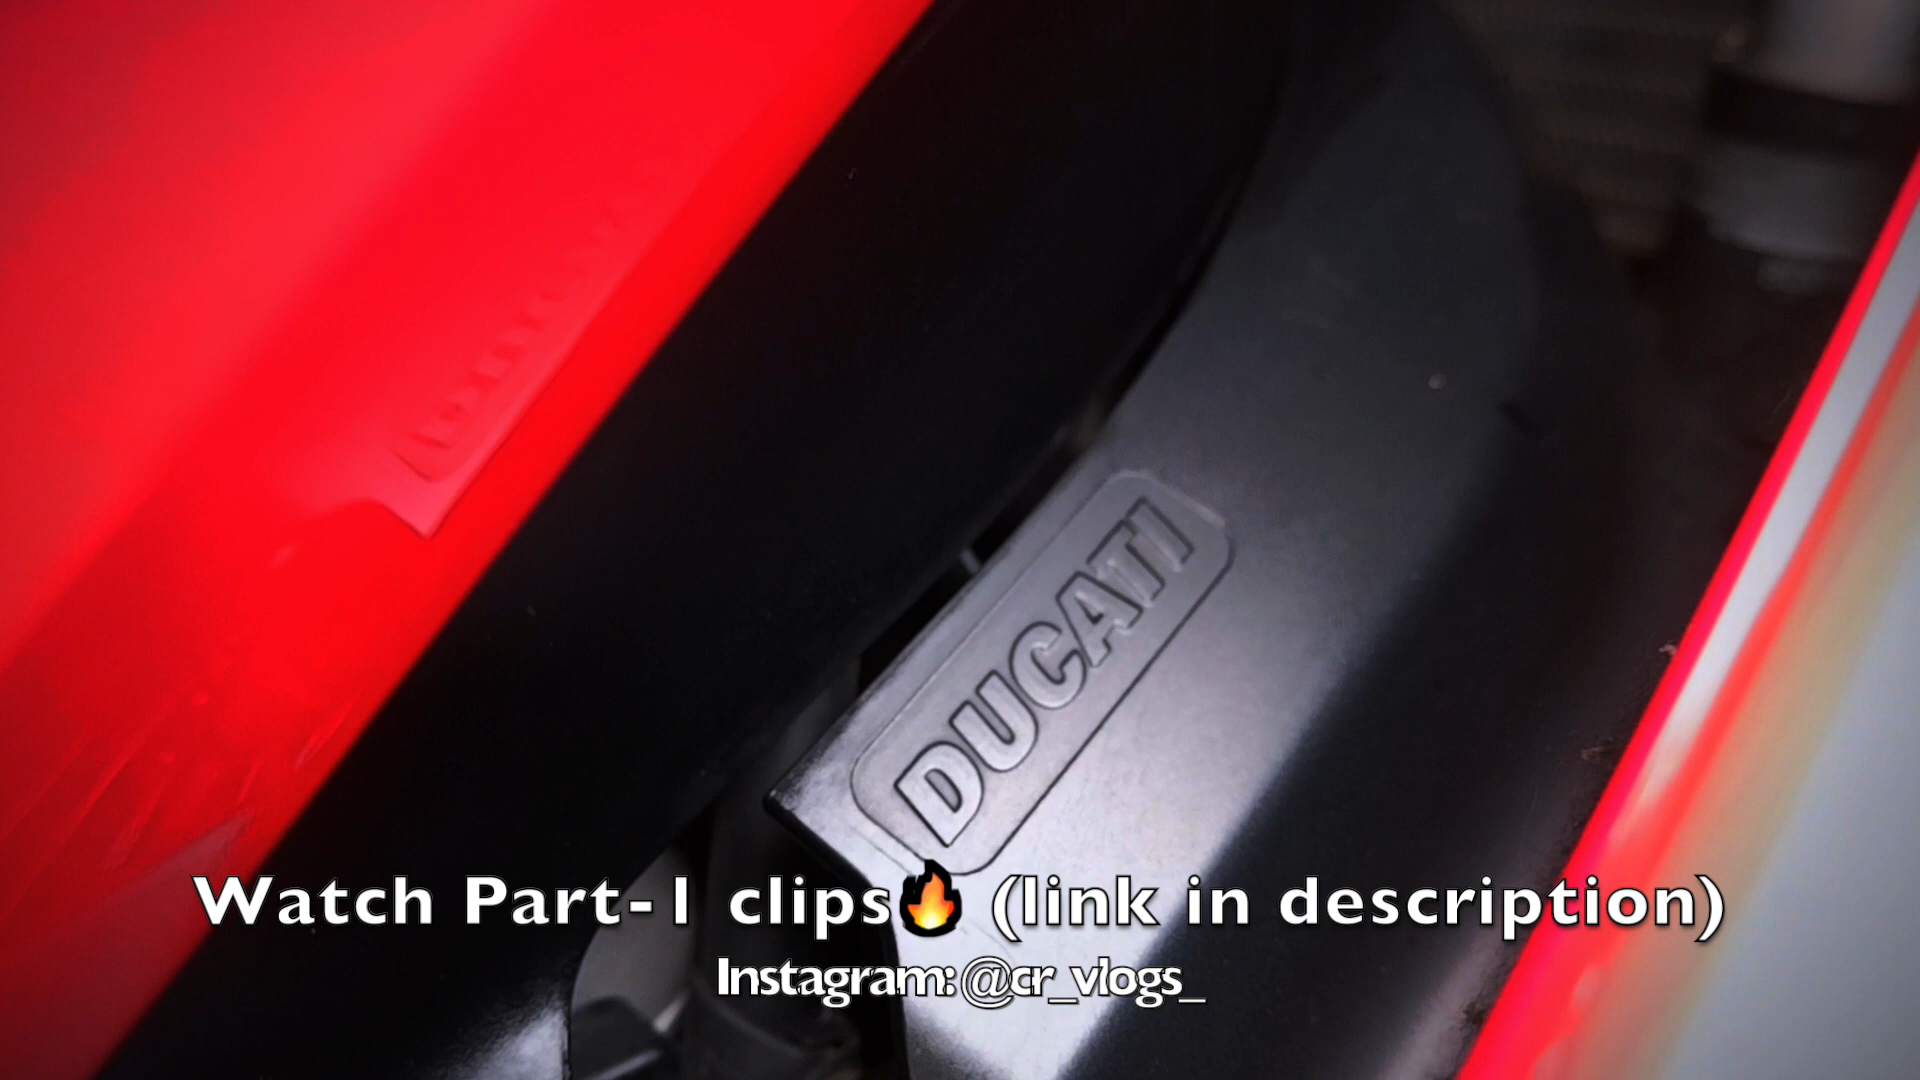 DUCATI
Watch Part-1 clips🔥 (link in description)
Instagram: @cr_vlogs_